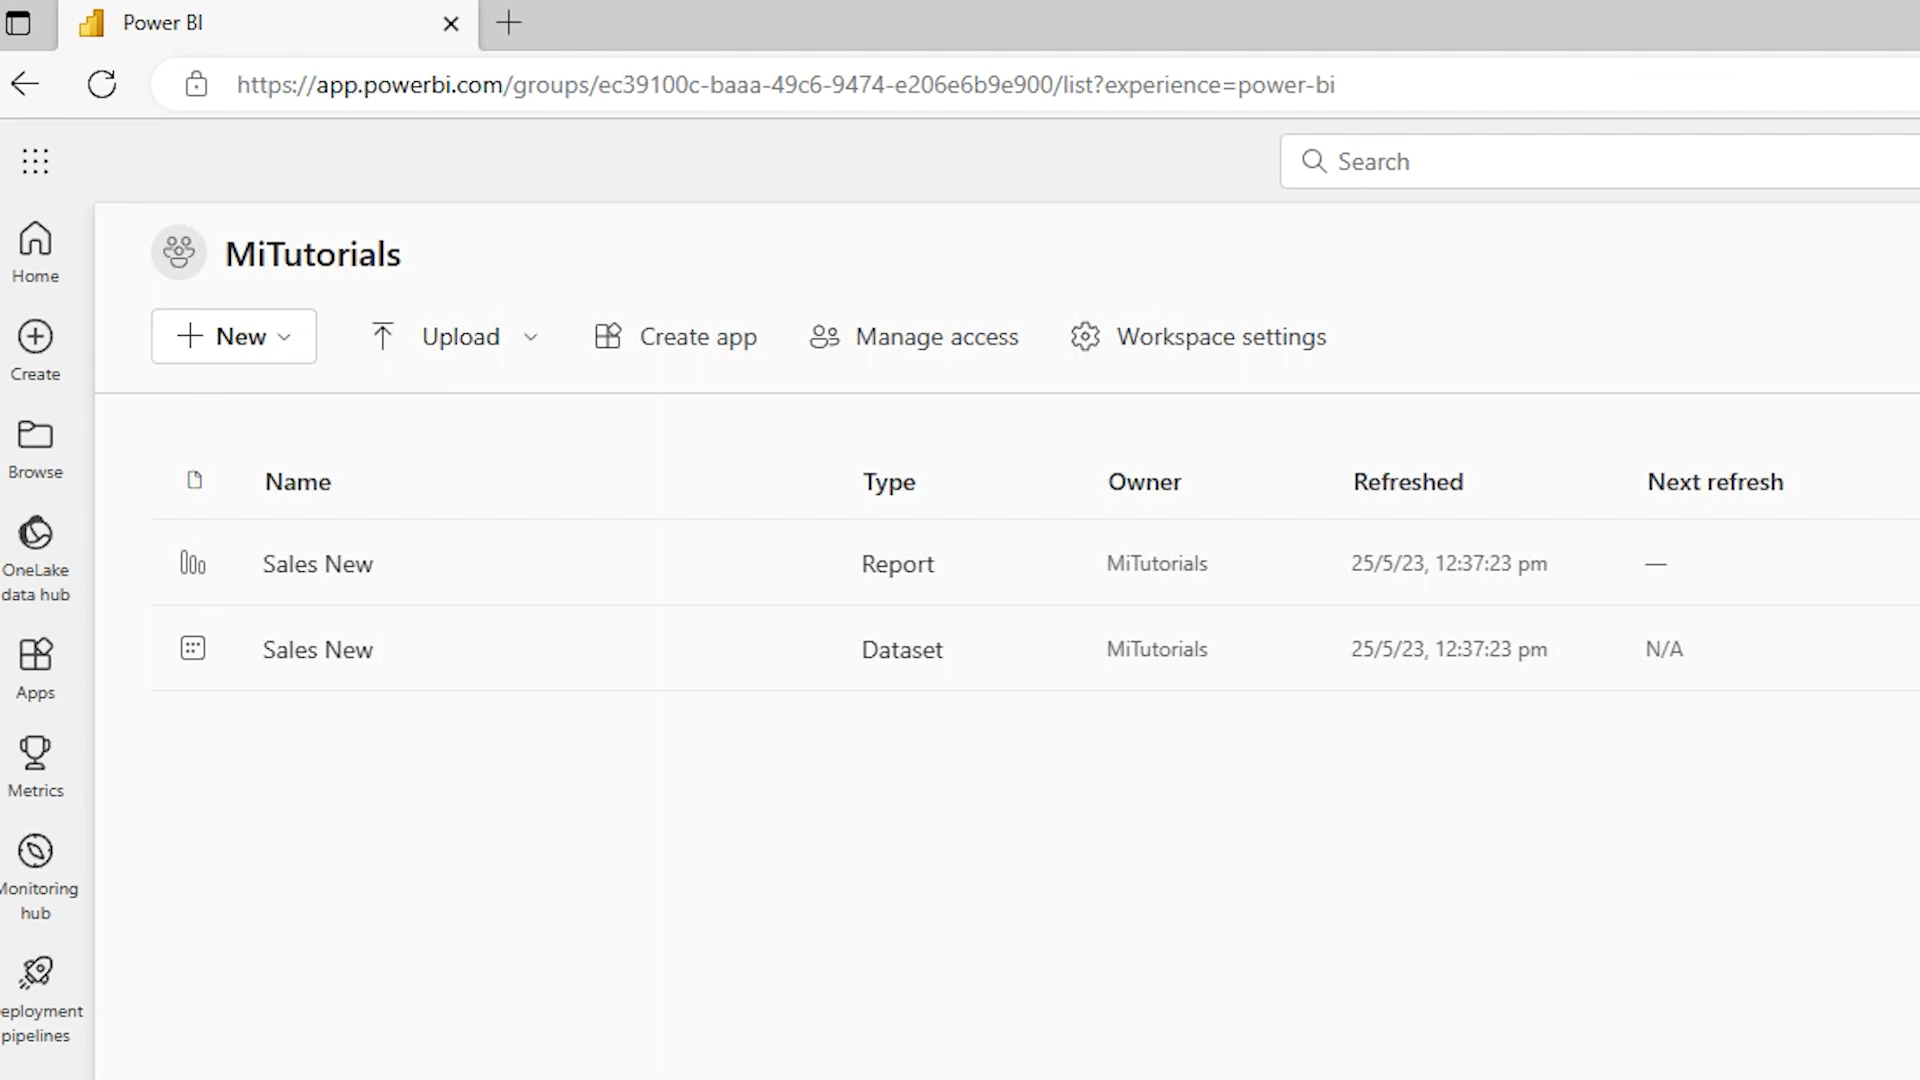 Power BI
https://app.powerbi.com/groups/ec39100c-baaa-49c6-9474-e206e6b9e900/list?experience=power-bi
Search
MiTutorials
New
Upload
Create app
Manage access
Workspace settings
Home
Create
Browse
OneLake
data hub
Apps
Metrics
Monitoring
hub
eployment
pipelines
Name Type Owner Refreshed Next refresh
Sales New Report MiTutorials 25/5/23, 12:37:23 pm —
Sales New Dataset MiTutorials 25/5/23, 12:37:23 pm N/A